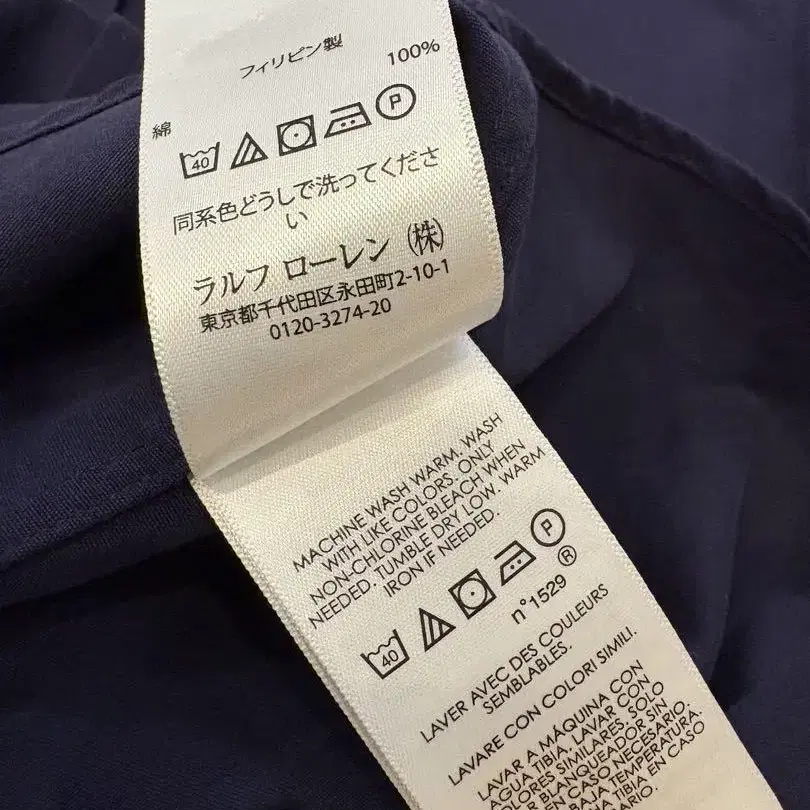 フィリピン製
綿 100%
40 P
同系色どうしで洗ってくださ
い
ラルフ ローレン (株)
東京都千代田区永田町2-10-1
0120-3274-20
MACHINE WASH WARM. WASH
WITH LIKE COLORS. ONLY
NON-CHLORINE BLEACH WHEN
NEEDED. TUMBLE DRY LOW. WARM
IRON IF NEEDED.
40 P
n°1529 ®
LAVER AVEC DES COULEURS
SEMBLABLES.
LAVARE CON COLORI SIMILI.
LAVAR A MÁQUINA CON
AGUA TIBIA. LAVAR CON
COLORES SIMILARES. SOLO
BLANQUEADOR SIN
EN CASO NECESARIO.
BAJA TEMPERATURA.
TIBIA EN CASO